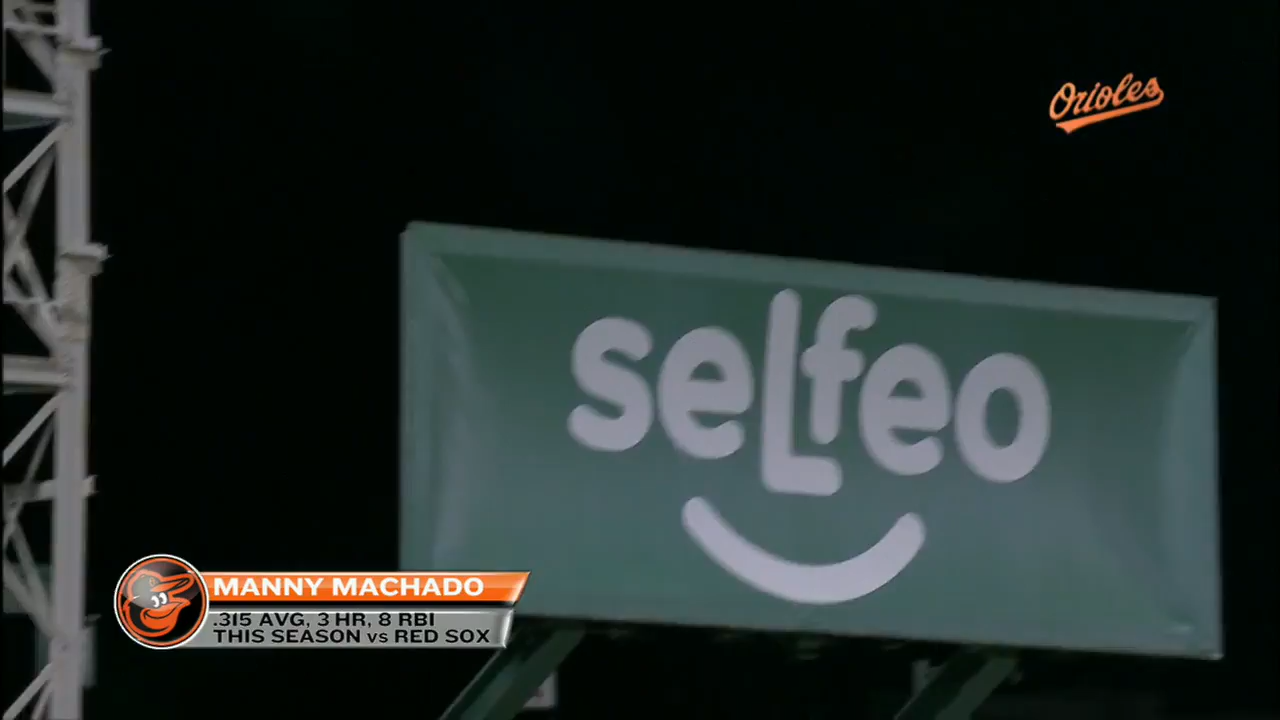 Orioles
selfeo
MANNY MACHADO
.315 AVG, 3 HR, 8 RBI
THIS SEASON vs RED SOX